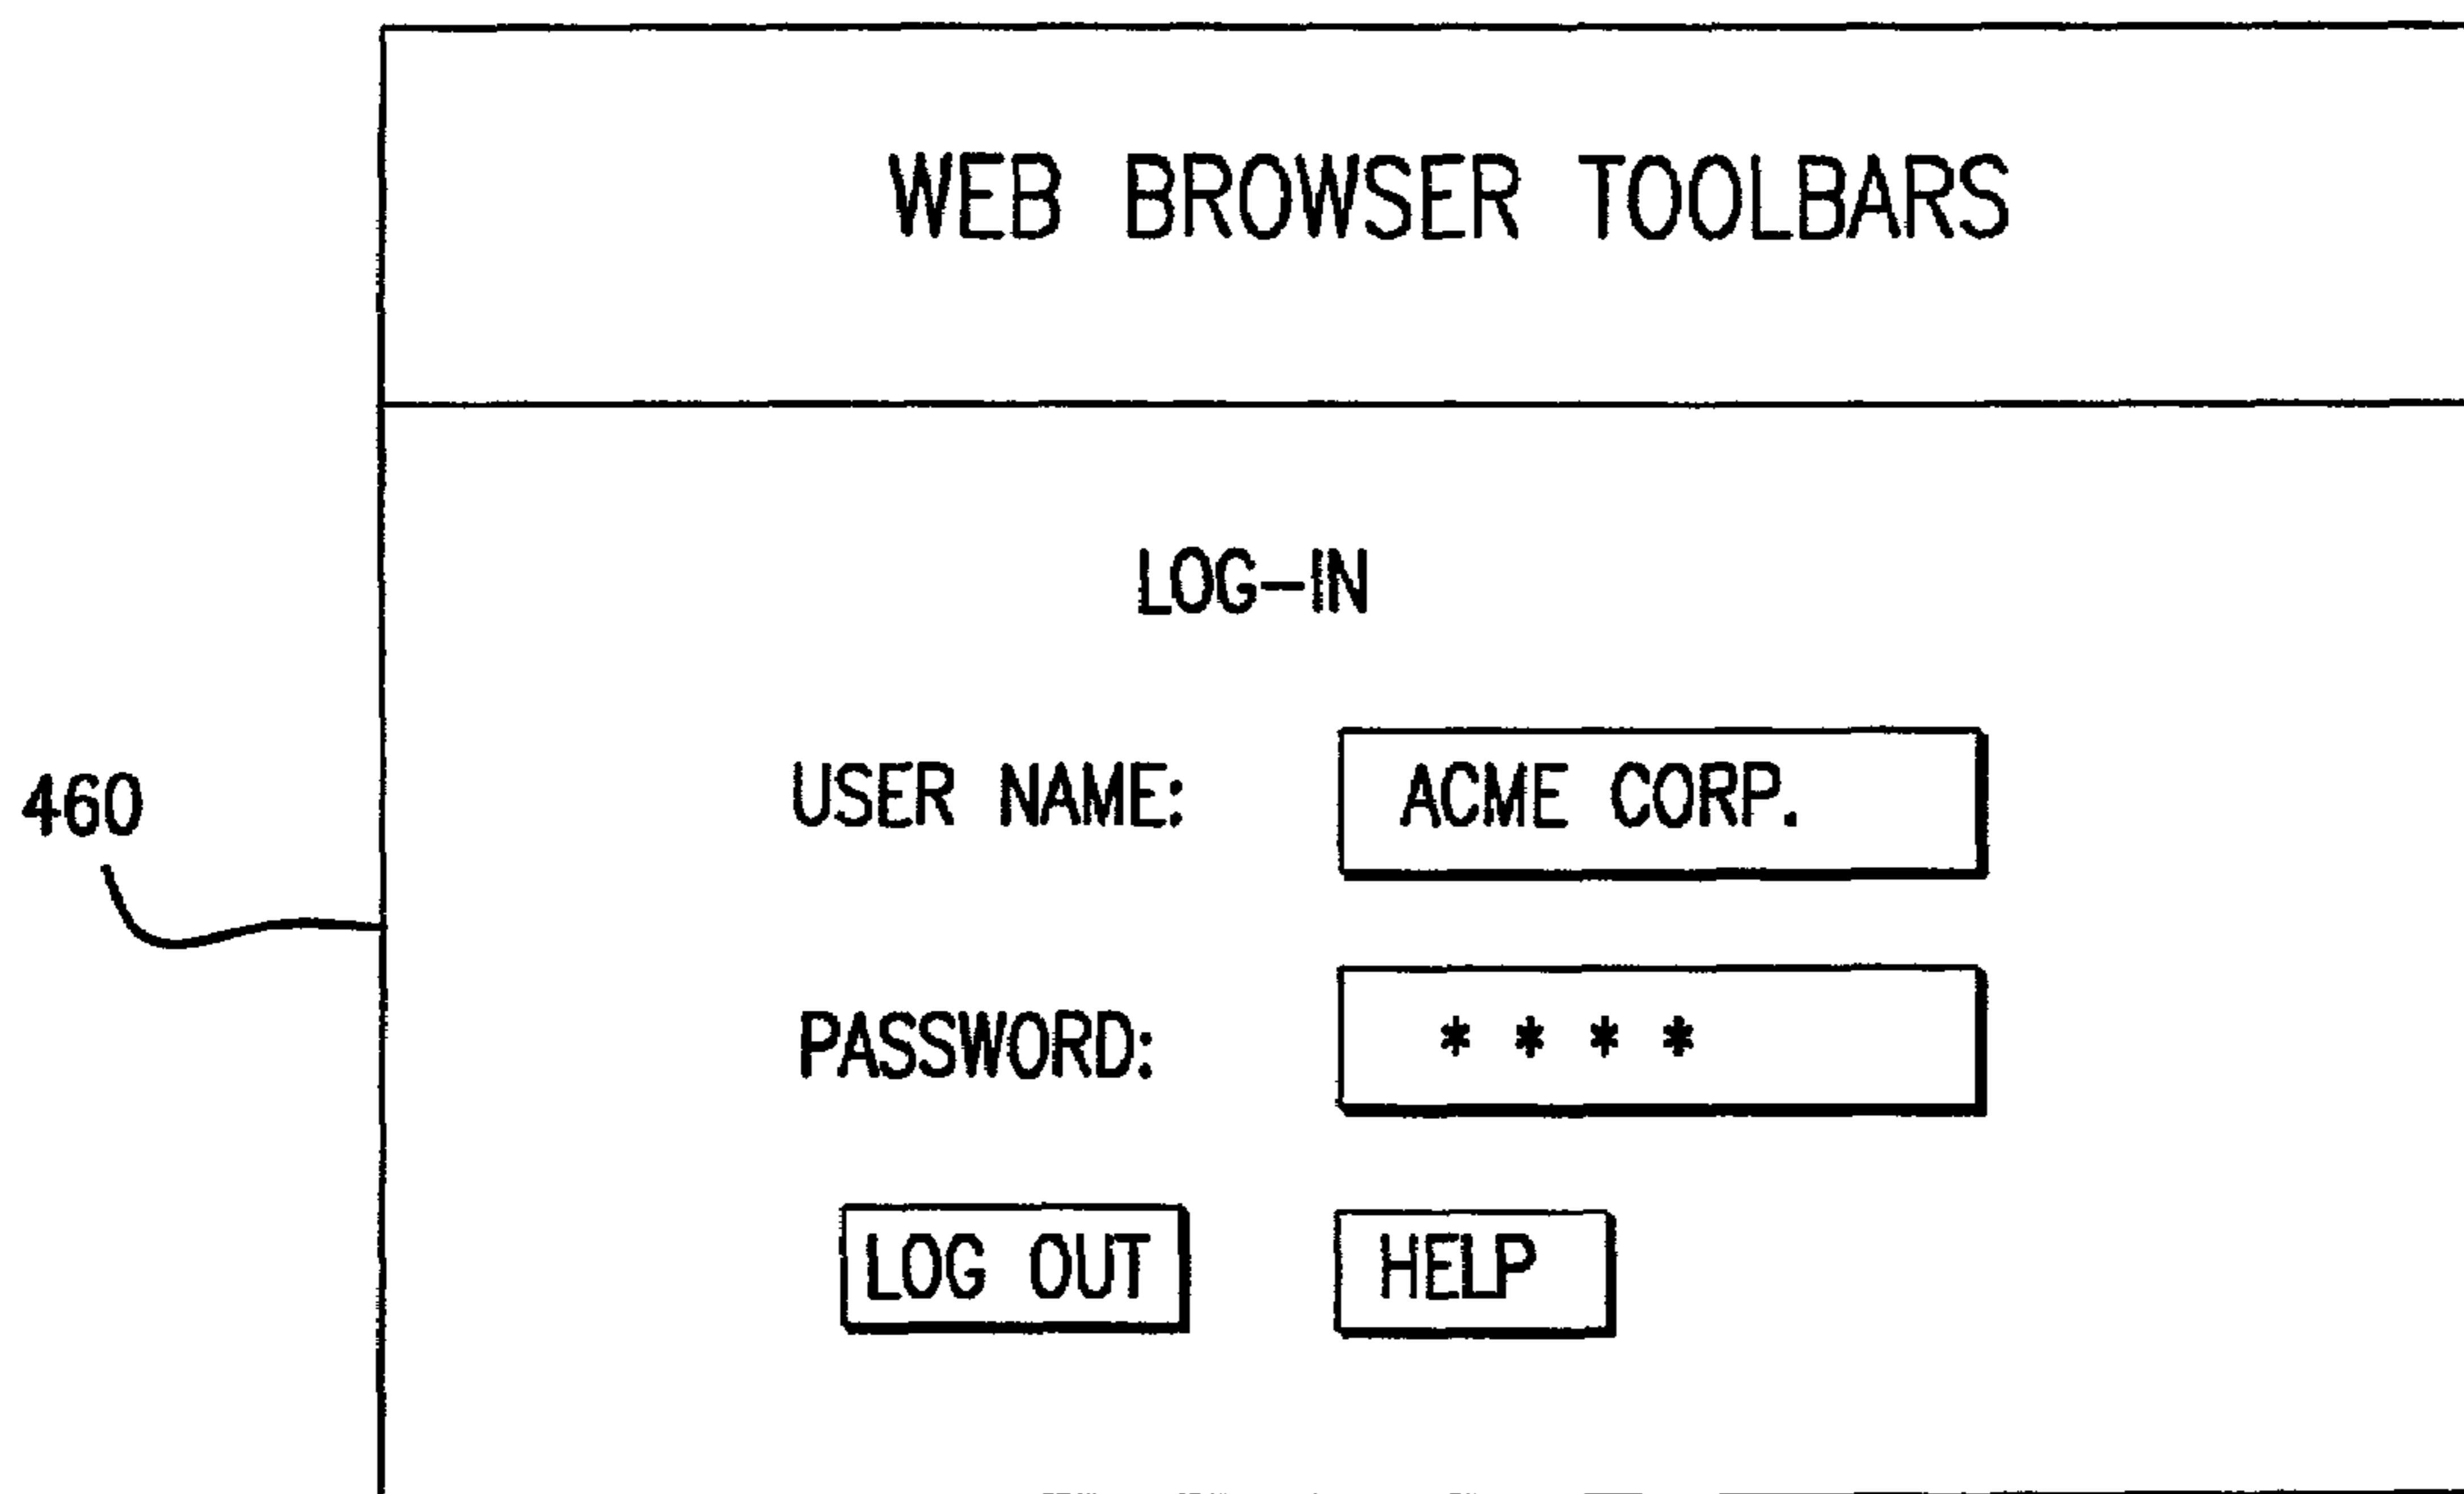 WEB BROWSER TOOLBARS
LOG-IN
USER NAME: ACME CORP.
460
PASSWORD: * * * *
LOG OUT HELP